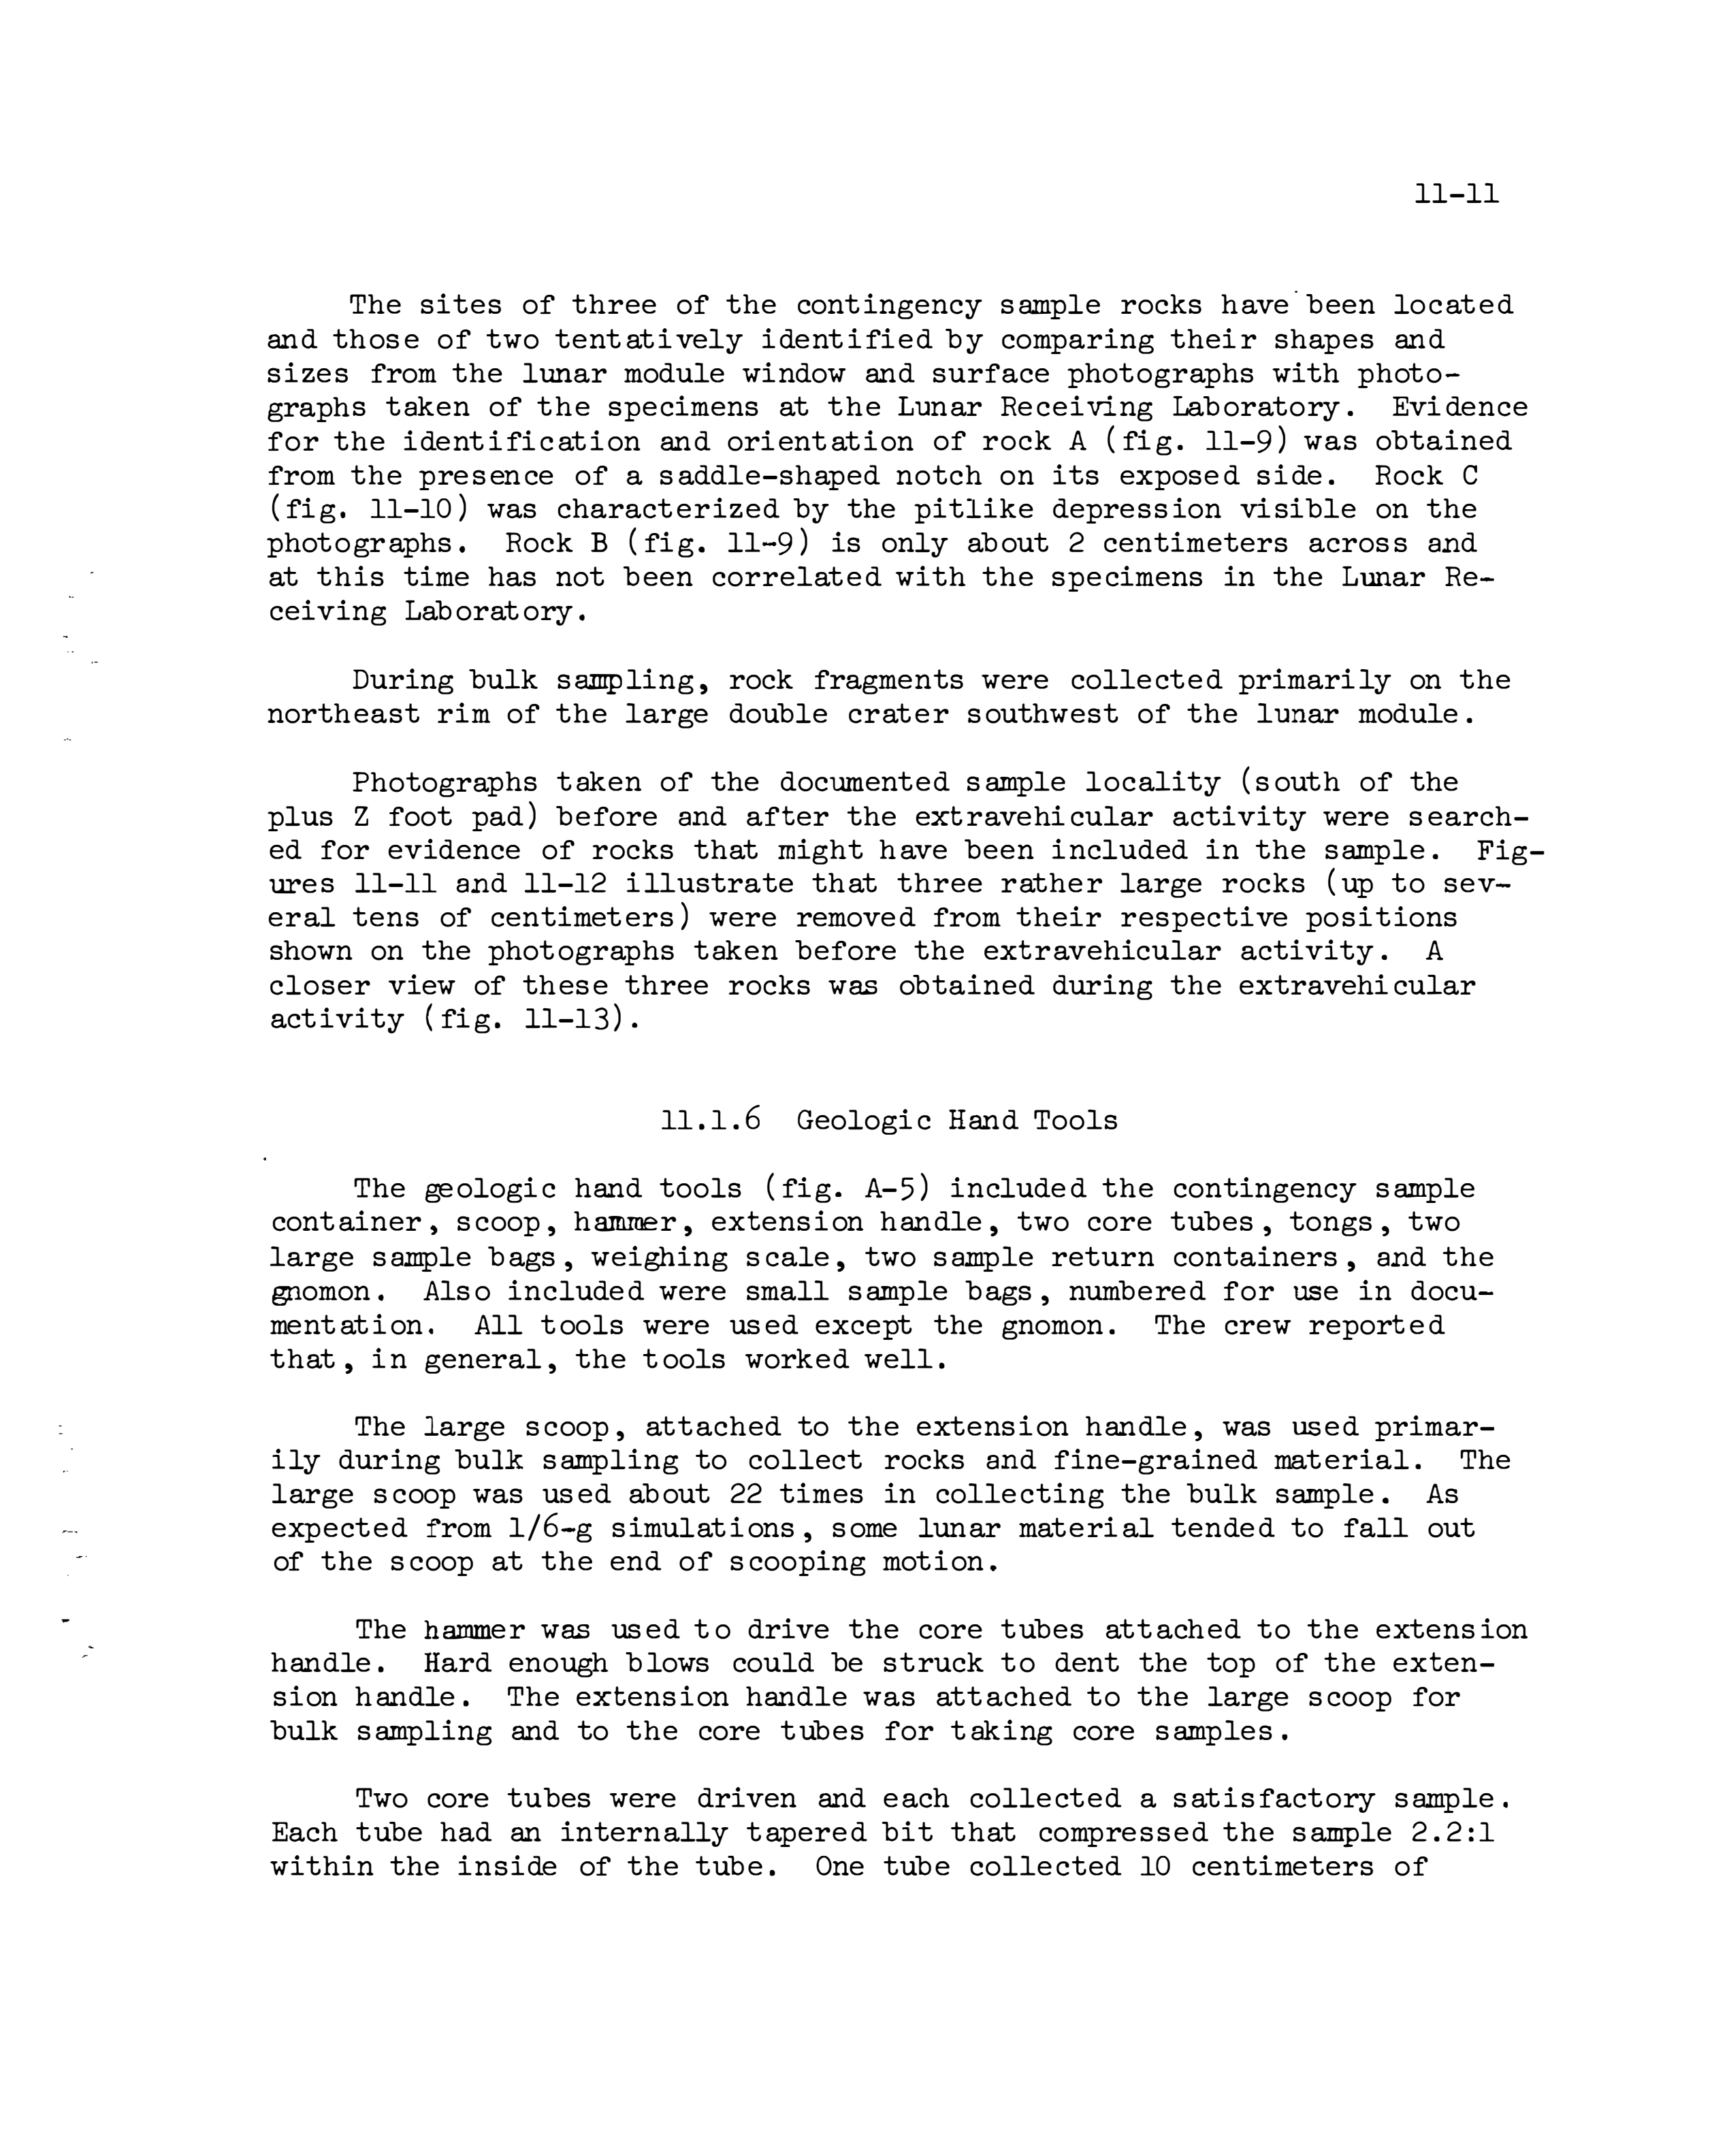 11-11
The sites of three of the contingency sample rocks have been located
and those of two tentatively identified by comparing their shapes and
sizes from the lunar module window and surface photographs with photo-
graphs taken of the specimens at the Lunar Receiving Laboratory. Evidence
for the identification and orientation of rock A (fig. 11-9) was obtained
from the presence of a saddle-shaped notch on its exposed side. Rock C
(fig. 11-10) was characterized by the pitlike depression visible on the
photographs. Rock B (fig. 11-9) is only about 2 centimeters across and
at this time has not been correlated with the specimens in the Lunar Re-
ceiving Laboratory.
During bulk sampling, rock fragments were collected primarily on the
northeast rim of the large double crater southwest of the lunar module.
Photographs taken of the documented sample locality (south of the
plus Z foot pad) before and after the extravehicular activity were search-
ed for evidence of rocks that might have been included in the sample. Fig-
ures 11-11 and 11-12 illustrate that three rather large rocks (up to sev-
eral tens of centimeters) were removed from their respective positions
shown on the photographs taken before the extravehicular activity. A
closer view of these three rocks was obtained during the extravehicular
activity (fig. 11-13).
11.1.6 Geologic Hand Tools
The geologic hand tools (fig. A-5) included the contingency sample
container, scoop, hammer, extension handle, two core tubes, tongs, two
large sample bags, weighing scale, two sample return containers, and the
gnomon. Also included were small sample bags, numbered for use in docu-
mentation. All tools were used except the gnomon. The crew reported
that, in general, the tools worked well.
The large scoop, attached to the extension handle, was used primar-
ily during bulk sampling to collect rocks and fine-grained material. The
large scoop was used about 22 times in collecting the bulk sample. As
expected from 1/6-g simulations, some lunar material tended to fall out
of the scoop at the end of scooping motion.
The hammer was used to drive the core tubes attached to the extension
handle. Hard enough blows could be struck to dent the top of the exten-
sion handle. The extension handle was attached to the large scoop for
bulk sampling and to the core tubes for taking core samples.
Two core tubes were driven and each collected a satisfactory sample.
Each tube had an internally tapered bit that compressed the sample 2.2:1
within the inside of the tube. One tube collected 10 centimeters of